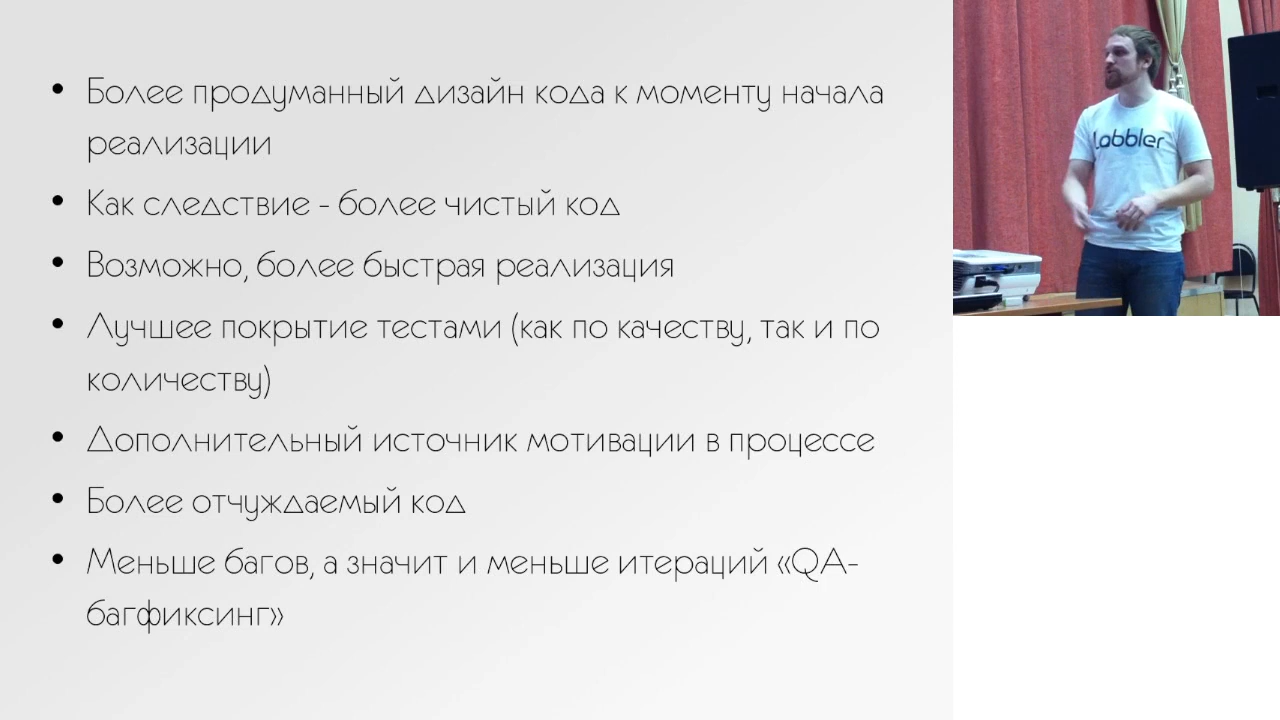 • Более продуманный дизайн кода к моменту начала
реализации
• Как следствие - более чистый код
• Возможно, более быстрая реализация
• Лучшее покрытие тестами (как по качеству, так и по
количеству)
• Дополнительный источник мотивации в процессе
• Более отчуждаемый код
• Меньше багов, а значит и меньше итераций «QA-
багфиксинг»
Labbler